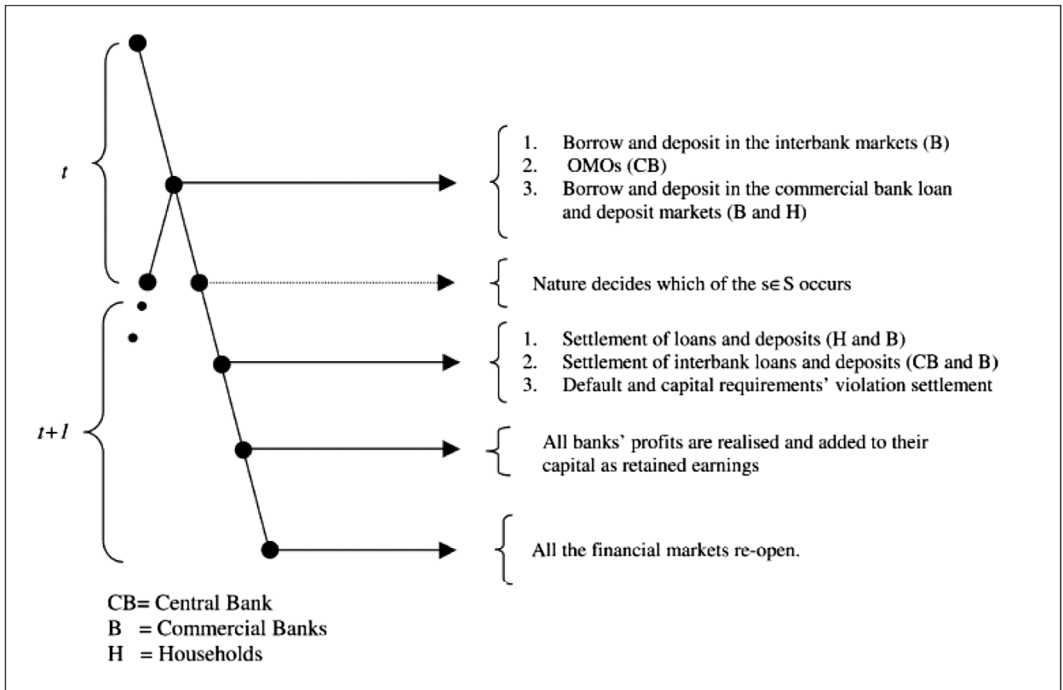 t
1. Borrow and deposit in the interbank markets (B)
2. OMOs (CB)
3. Borrow and deposit in the commercial bank loan
and deposit markets (B and H)
Nature decides which of the s∈S occurs
1. Settlement of loans and deposits (H and B)
2. Settlement of interbank loans and deposits (CB and B)
3. Default and capital requirements' violation settlement
t+1
All banks' profits are realised and added to their
capital as retained earnings
All the financial markets re-open.
CB= Central Bank
B = Commercial Banks
H = Households